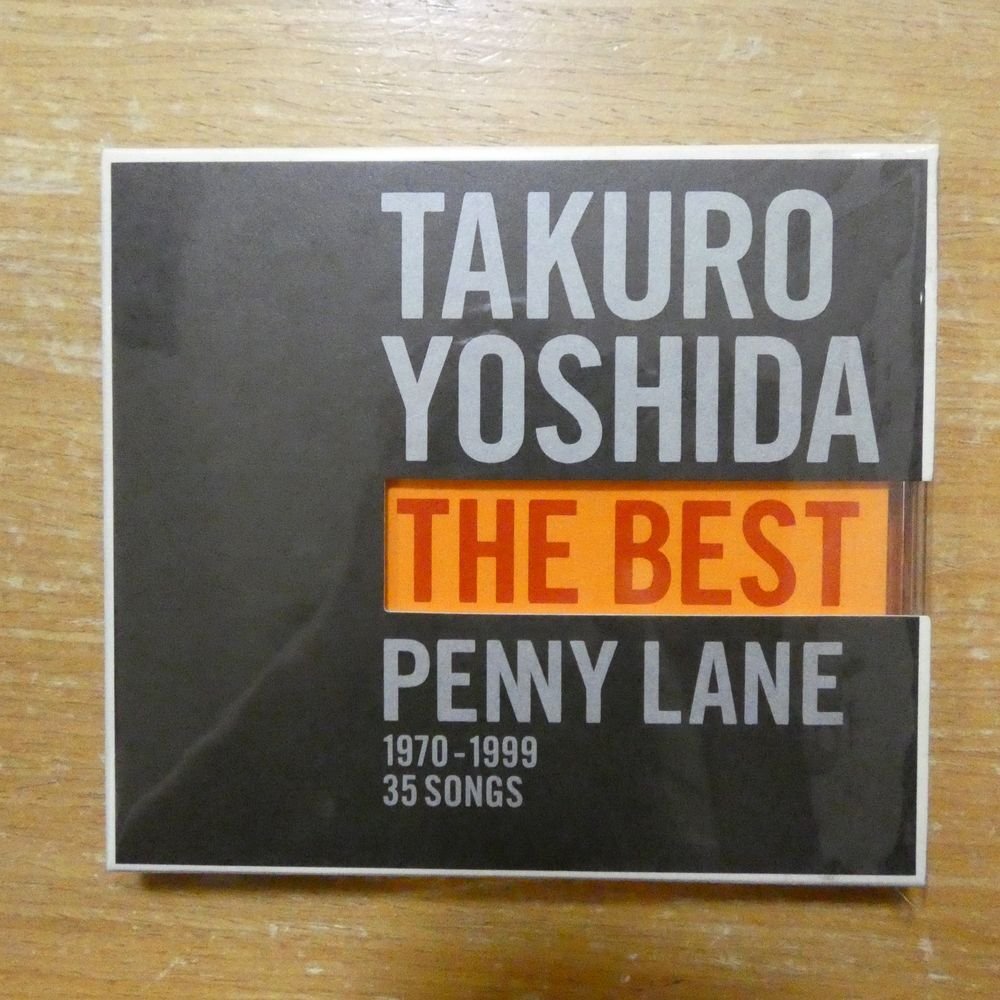 TAKURO
YOSHIDA
THE BEST
PENNY LANE
1970-1999
35 SONGS